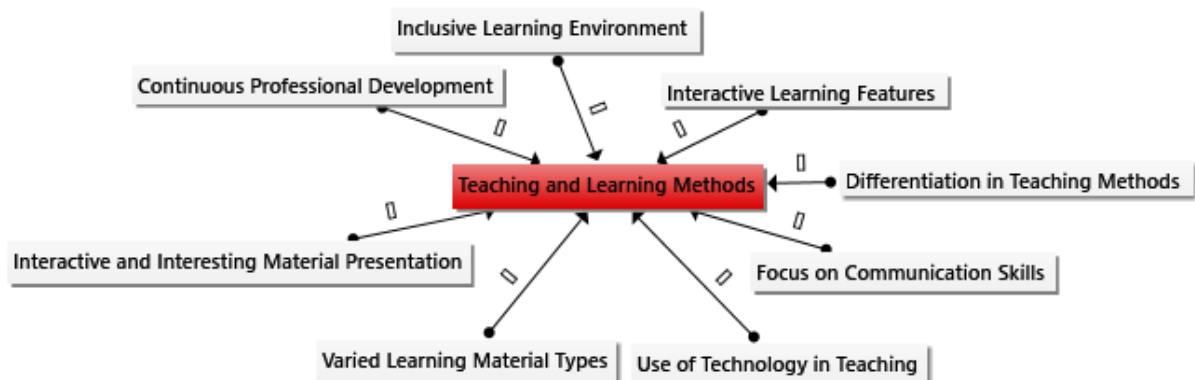 Inclusive Learning Environment
Continuous Professional Development
Interactive Learning Features
Teaching and Learning Methods
Differentiation in Teaching Methods
Interactive and Interesting Material Presentation
Focus on Communication Skills
Varied Learning Material Types
Use of Technology in Teaching